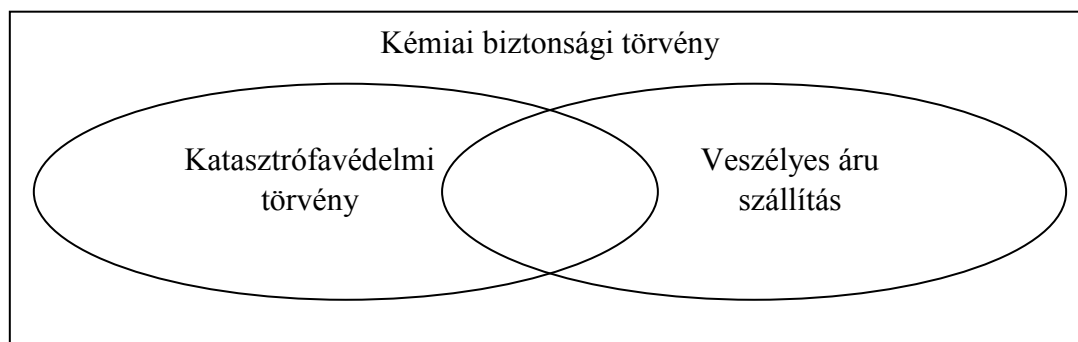 Kémiai biztonsági törvény
Katasztrófavédelmi
törvény
Veszélyes áru
szállítás